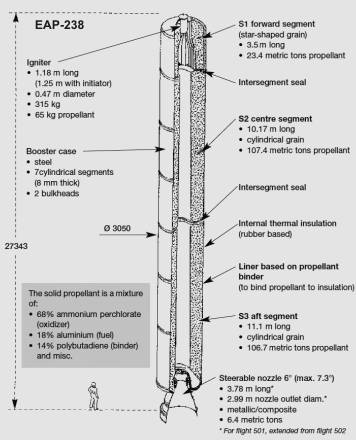 EAP-238
Igniter
• 1.18 m long
(1.25 m with initiator)
• 0.47 m diameter
• 315 kg
• 65 kg propellant
Booster case
• steel
• 7cylindrical segments
(8 mm thick)
• 2 bulkheads
27343
Ø 3050
The solid propellant is a mixture
of:
• 68% ammonium perchlorate
(oxidizer)
• 18% aluminium (fuel)
• 14% polybutadiene (binder)
and misc.
S1 forward segment
(star-shaped grain)
• 3.5 m long
• 23.4 metric tons propellant
Intersegment seal
S2 centre segment
• 10.17 m long
• cylindrical grain
• 107.4 metric tons propellant
Intersegment seal
Internal thermal insulation
(rubber based)
Liner based on propellant
binder
(to bind propellant to insulation)
S3 aft segment
• 11.1 m long
• cylindrical grain
• 106.7 metric tons propellant
Steerable nozzle 6° (max. 7.3°)
• 3.78 m long*
• 2.99 m nozzle outlet diam.*
• metallic/composite
• 6.4 metric tons
* For flight 501, extended from flight 502